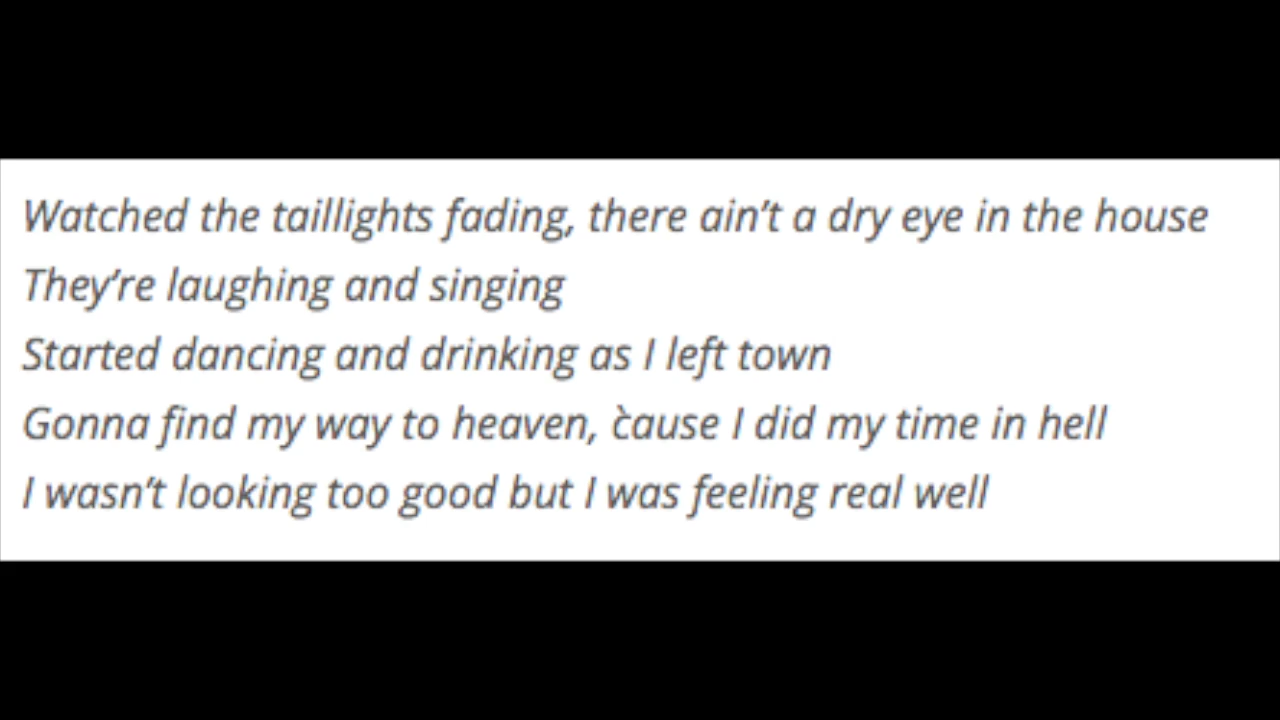 Watched the taillights fading, there ain’t a dry eye in the house
They’re laughing and singing
Started dancing and drinking as I left town
Gonna find my way to heaven, `cause I did my time in hell
I wasn’t looking too good but I was feeling real well